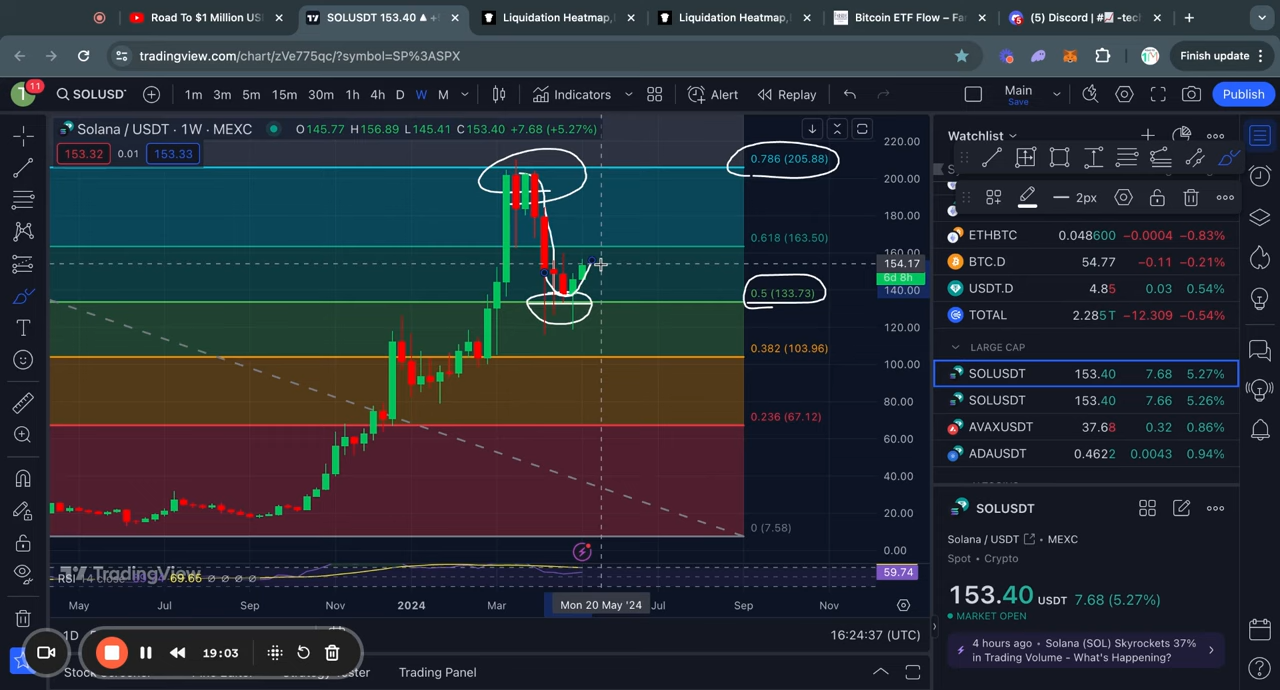 Road To $1 Million US
SOLUSDT 153.40 ▲ +
Liquidation Heatmap,
Liquidation Heatmap,
Bitcoin ETF Flow – Fa
(5) Discord | #📈-tec
tradingview.com/chart/zVe775qc/?symbol=SP%3ASPX
Finish update
11
SOLUSD
1m 3m 5m 15m 30m 1h 4h D W M
Indicators
Alert
Replay
Main
Save
Publish
Solana / USDT · 1W · MEXC
O145.77 H156.89 L145.41 C153.40 +7.68 (+5.27%)
153.32 0.01 153.33
0.786 (205.88)
0.618 (163.50)
0.5 (133.73)
0.382 (103.96)
0.236 (67.12)
0 (7.58)
220.00
200.00
180.00
160.00
154.17
6d 8h
140.00
120.00
100.00
80.00
60.00
40.00
20.00
0.00
TradingView
RSI 14 close 69.65 ∅ ∅ ∅ ∅
59.74
May Jul Sep Nov 2024 Mar Mon 20 May '24 Jul Sep Nov
1D
16:24:37 (UTC)
19:03
Trading Panel
Watchlist
2px
ETHBTC 0.048600 −0.0004 −0.83%
BTC.D 54.77 −0.11 −0.21%
USDT.D 4.85 0.03 0.54%
TOTAL 2.285T −12.309 −0.54%
LARGE CAP
SOLUSDT 153.40 7.68 5.27%
SOLUSDT 153.40 7.66 5.26%
AVAXUSDT 37.68 0.32 0.86%
ADAUSDT 0.4622 0.0043 0.94%
SOLUSDT
Solana / USDT • MEXC
Spot • Crypto
153.40 USDT 7.68 (5.27%)
MARKET OPEN
4 hours ago • Solana (SOL) Skyrockets 37%
in Trading Volume - What's Happening?